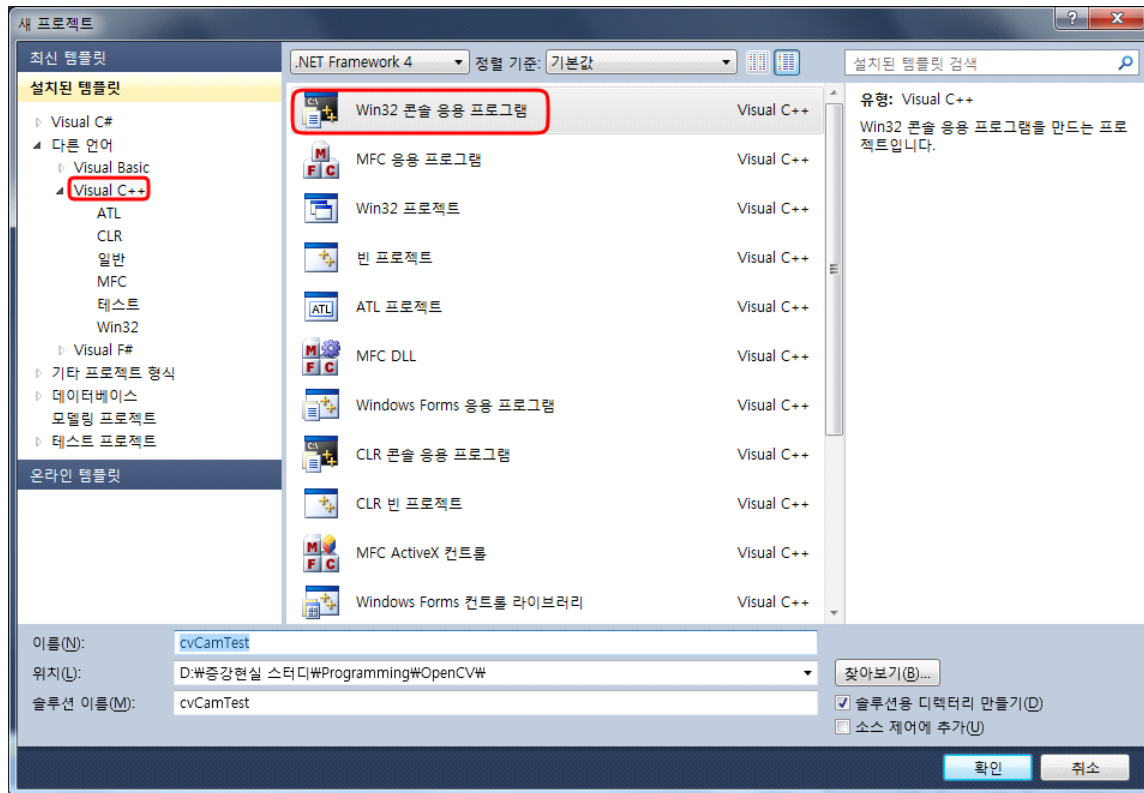 새 프로젝트
최신 템플릿
설치된 템플릿
Visual C#
다른 언어
Visual Basic
Visual C++
ATL
CLR
일반
MFC
테스트
Win32
Visual F#
기타 프로젝트 형식
데이터베이스
모델링 프로젝트
테스트 프로젝트
온라인 템플릿
.NET Framework 4 정렬 기준: 기본값
Win32 콘솔 응용 프로그램 Visual C++
MFC 응용 프로그램 Visual C++
Win32 프로젝트 Visual C++
빈 프로젝트 Visual C++
ATL 프로젝트 Visual C++
MFC DLL Visual C++
Windows Forms 응용 프로그램 Visual C++
CLR 콘솔 응용 프로그램 Visual C++
CLR 빈 프로젝트 Visual C++
MFC ActiveX 컨트롤 Visual C++
Windows Forms 컨트롤 라이브러리 Visual C++
설치된 템플릿 검색
유형: Visual C++
Win32 콘솔 응용 프로그램을 만드는 프로
젝트입니다.
이름(N): cvCamTest
위치(L): D:₩증강현실 스터디₩Programming₩OpenCV₩ 찾아보기(B)...
솔루션 이름(M): cvCamTest 솔루션용 디렉터리 만들기(D)
소스 제어에 추가(U)
확인 취소